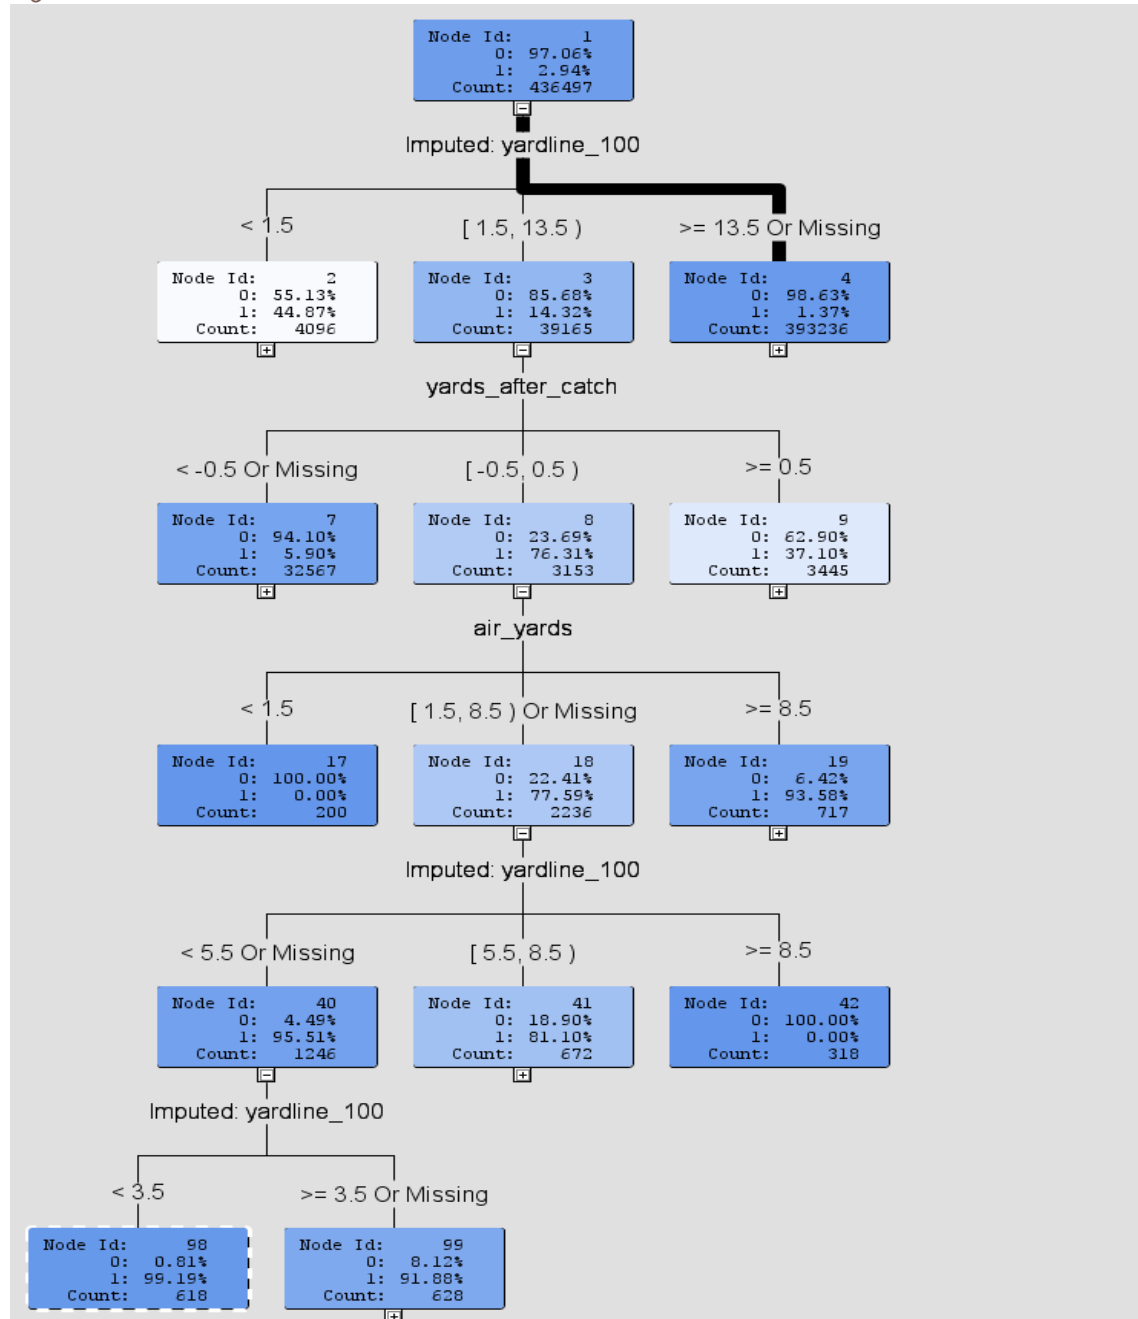 Node Id: 1
0: 97.06%
1: 2.94%
Count: 436497
Imputed: yardline_100
< 1.5
[ 1.5, 13.5 )
>= 13.5 Or Missing
Node Id: 2
0: 55.13%
1: 44.87%
Count: 4096
Node Id: 3
0: 85.68%
1: 14.32%
Count: 39165
Node Id: 4
0: 98.63%
1: 1.37%
Count: 393236
yards_after_catch
< -0.5 Or Missing
[ -0.5, 0.5 )
>= 0.5
Node Id: 7
0: 94.10%
1: 5.90%
Count: 32567
Node Id: 8
0: 23.69%
1: 76.31%
Count: 3153
Node Id: 9
0: 62.90%
1: 37.10%
Count: 3445
air_yards
< 1.5
[ 1.5, 8.5 ) Or Missing
>= 8.5
Node Id: 17
0: 100.00%
1: 0.00%
Count: 200
Node Id: 18
0: 22.41%
1: 77.59%
Count: 2236
Node Id: 19
0: 6.42%
1: 93.58%
Count: 717
Imputed: yardline_100
< 5.5 Or Missing
[ 5.5, 8.5 )
>= 8.5
Node Id: 40
0: 4.49%
1: 95.51%
Count: 1246
Node Id: 41
0: 18.90%
1: 81.10%
Count: 672
Node Id: 42
0: 100.00%
1: 0.00%
Count: 318
Imputed: yardline_100
< 3.5
>= 3.5 Or Missing
Node Id: 98
0: 0.81%
1: 99.19%
Count: 618
Node Id: 99
0: 8.12%
1: 91.88%
Count: 628